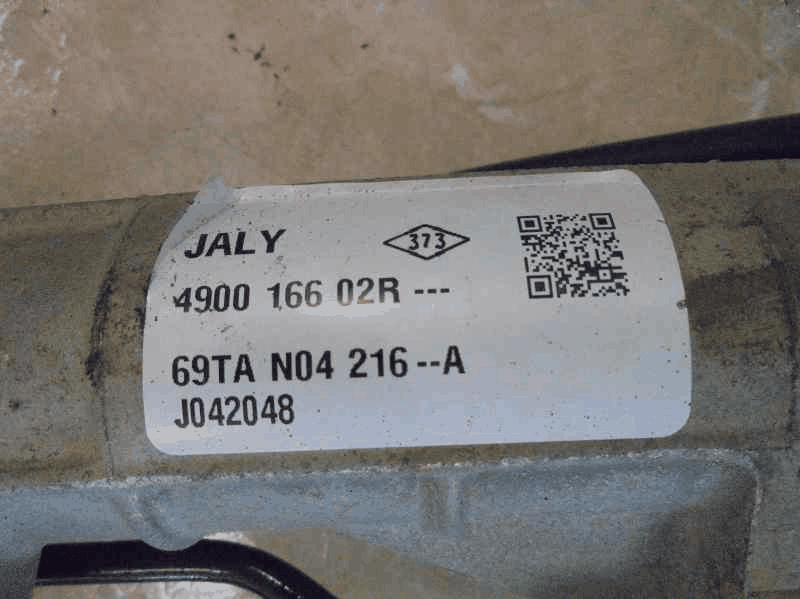 JALY 373
4900 166 02R ---
69TA N04 216--A
J042048